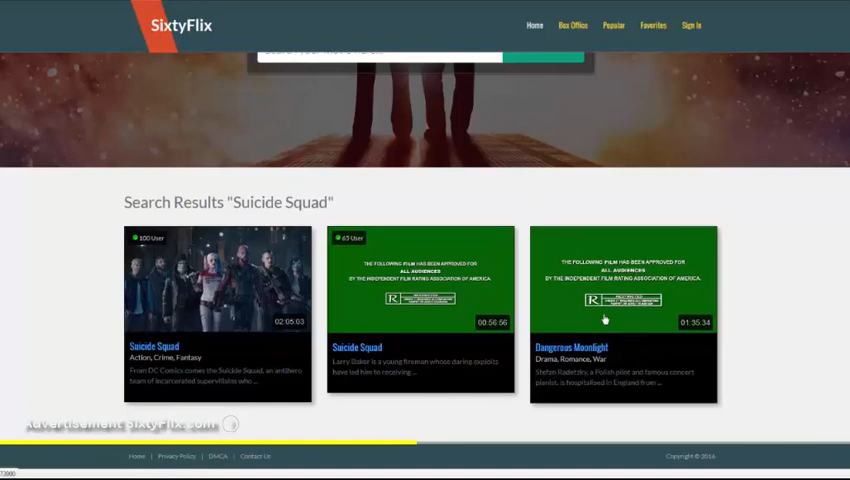 SixtyFlix
Home Box Office Popular Favorites Sign In
Search Results "Suicide Squad"
100 User
02:05:03
Suicide Squad
Action, Crime, Fantasy
From DC Comics comes the Suicide Squad, an antihero
team of incarcerated supervillains who ...
65 User
THE FOLLOWING FILM HAS BEEN APPROVED FOR
ALL AUDIENCES
BY THE INDEPENDENT FILM RATING ASSOCIATION OF AMERICA.
R
00:56:56
Suicide Squad
Larry Baker is a young fireman whose daring exploits
have led him to receiving ...
THE FOLLOWING FILM HAS BEEN APPROVED FOR
ALL AUDIENCES
BY THE INDEPENDENT FILM RATING ASSOCIATION OF AMERICA.
R
01:35:34
Dangerous Moonlight
Drama, Romance, War
Stefan Radetzky, a Polish pilot and famous concert
pianist, is hospitalised in England from ...
Advertisement SixtyFlix.com
Home | Privacy Policy | DMCA | Contact Us
Copyright © 2016
73900